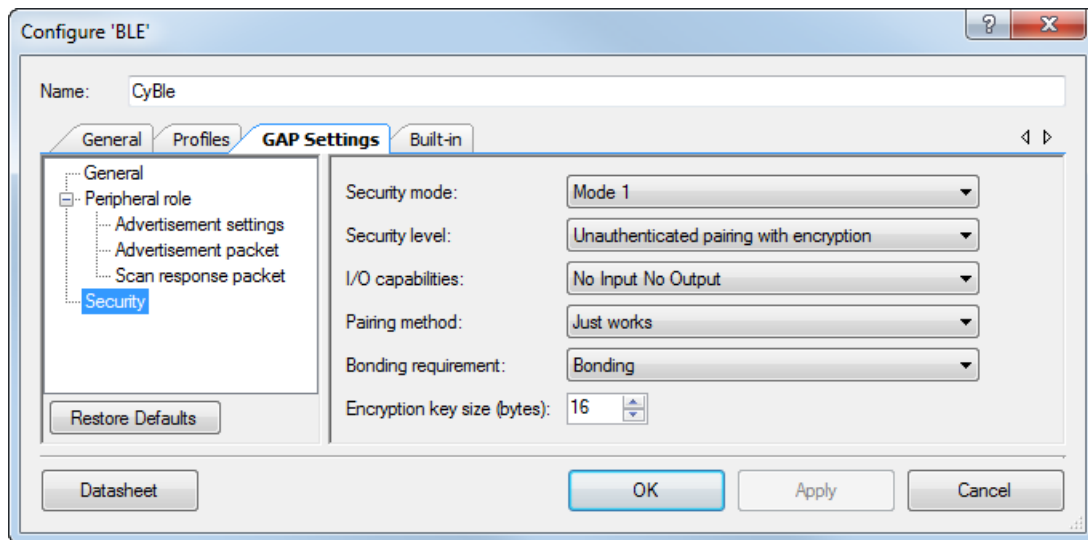 Configure 'BLE'
Name: CyBle
General Profiles GAP Settings Built-in
General
Peripheral role
Advertisement settings
Advertisement packet
Scan response packet
Security
Restore Defaults
Security mode: Mode 1
Security level: Unauthenticated pairing with encryption
I/O capabilities: No Input No Output
Pairing method: Just works
Bonding requirement: Bonding
Encryption key size (bytes): 16
Datasheet OK Apply Cancel